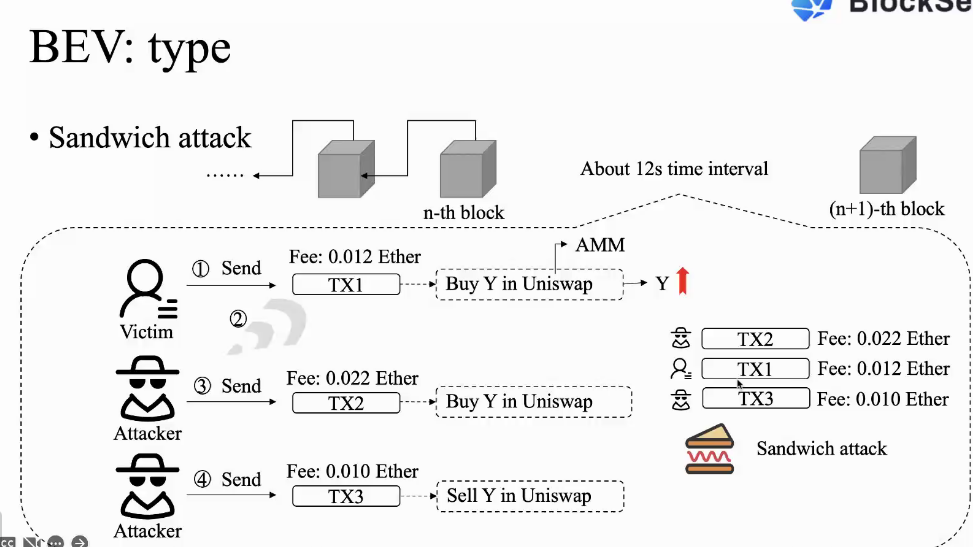 BlockSe
BEV: type
• Sandwich attack
......
About 12s time interval
n-th block
(n+1)-th block
AMM
Fee: 0.012 Ether
① Send
TX1
Buy Y in Uniswap
Y
Victim
②
TX2
Fee: 0.022 Ether
TX1
Fee: 0.012 Ether
TX3
Fee: 0.010 Ether
Fee: 0.022 Ether
③ Send
TX2
Buy Y in Uniswap
Attacker
Sandwich attack
Fee: 0.010 Ether
④ Send
TX3
Sell Y in Uniswap
Attacker
CC